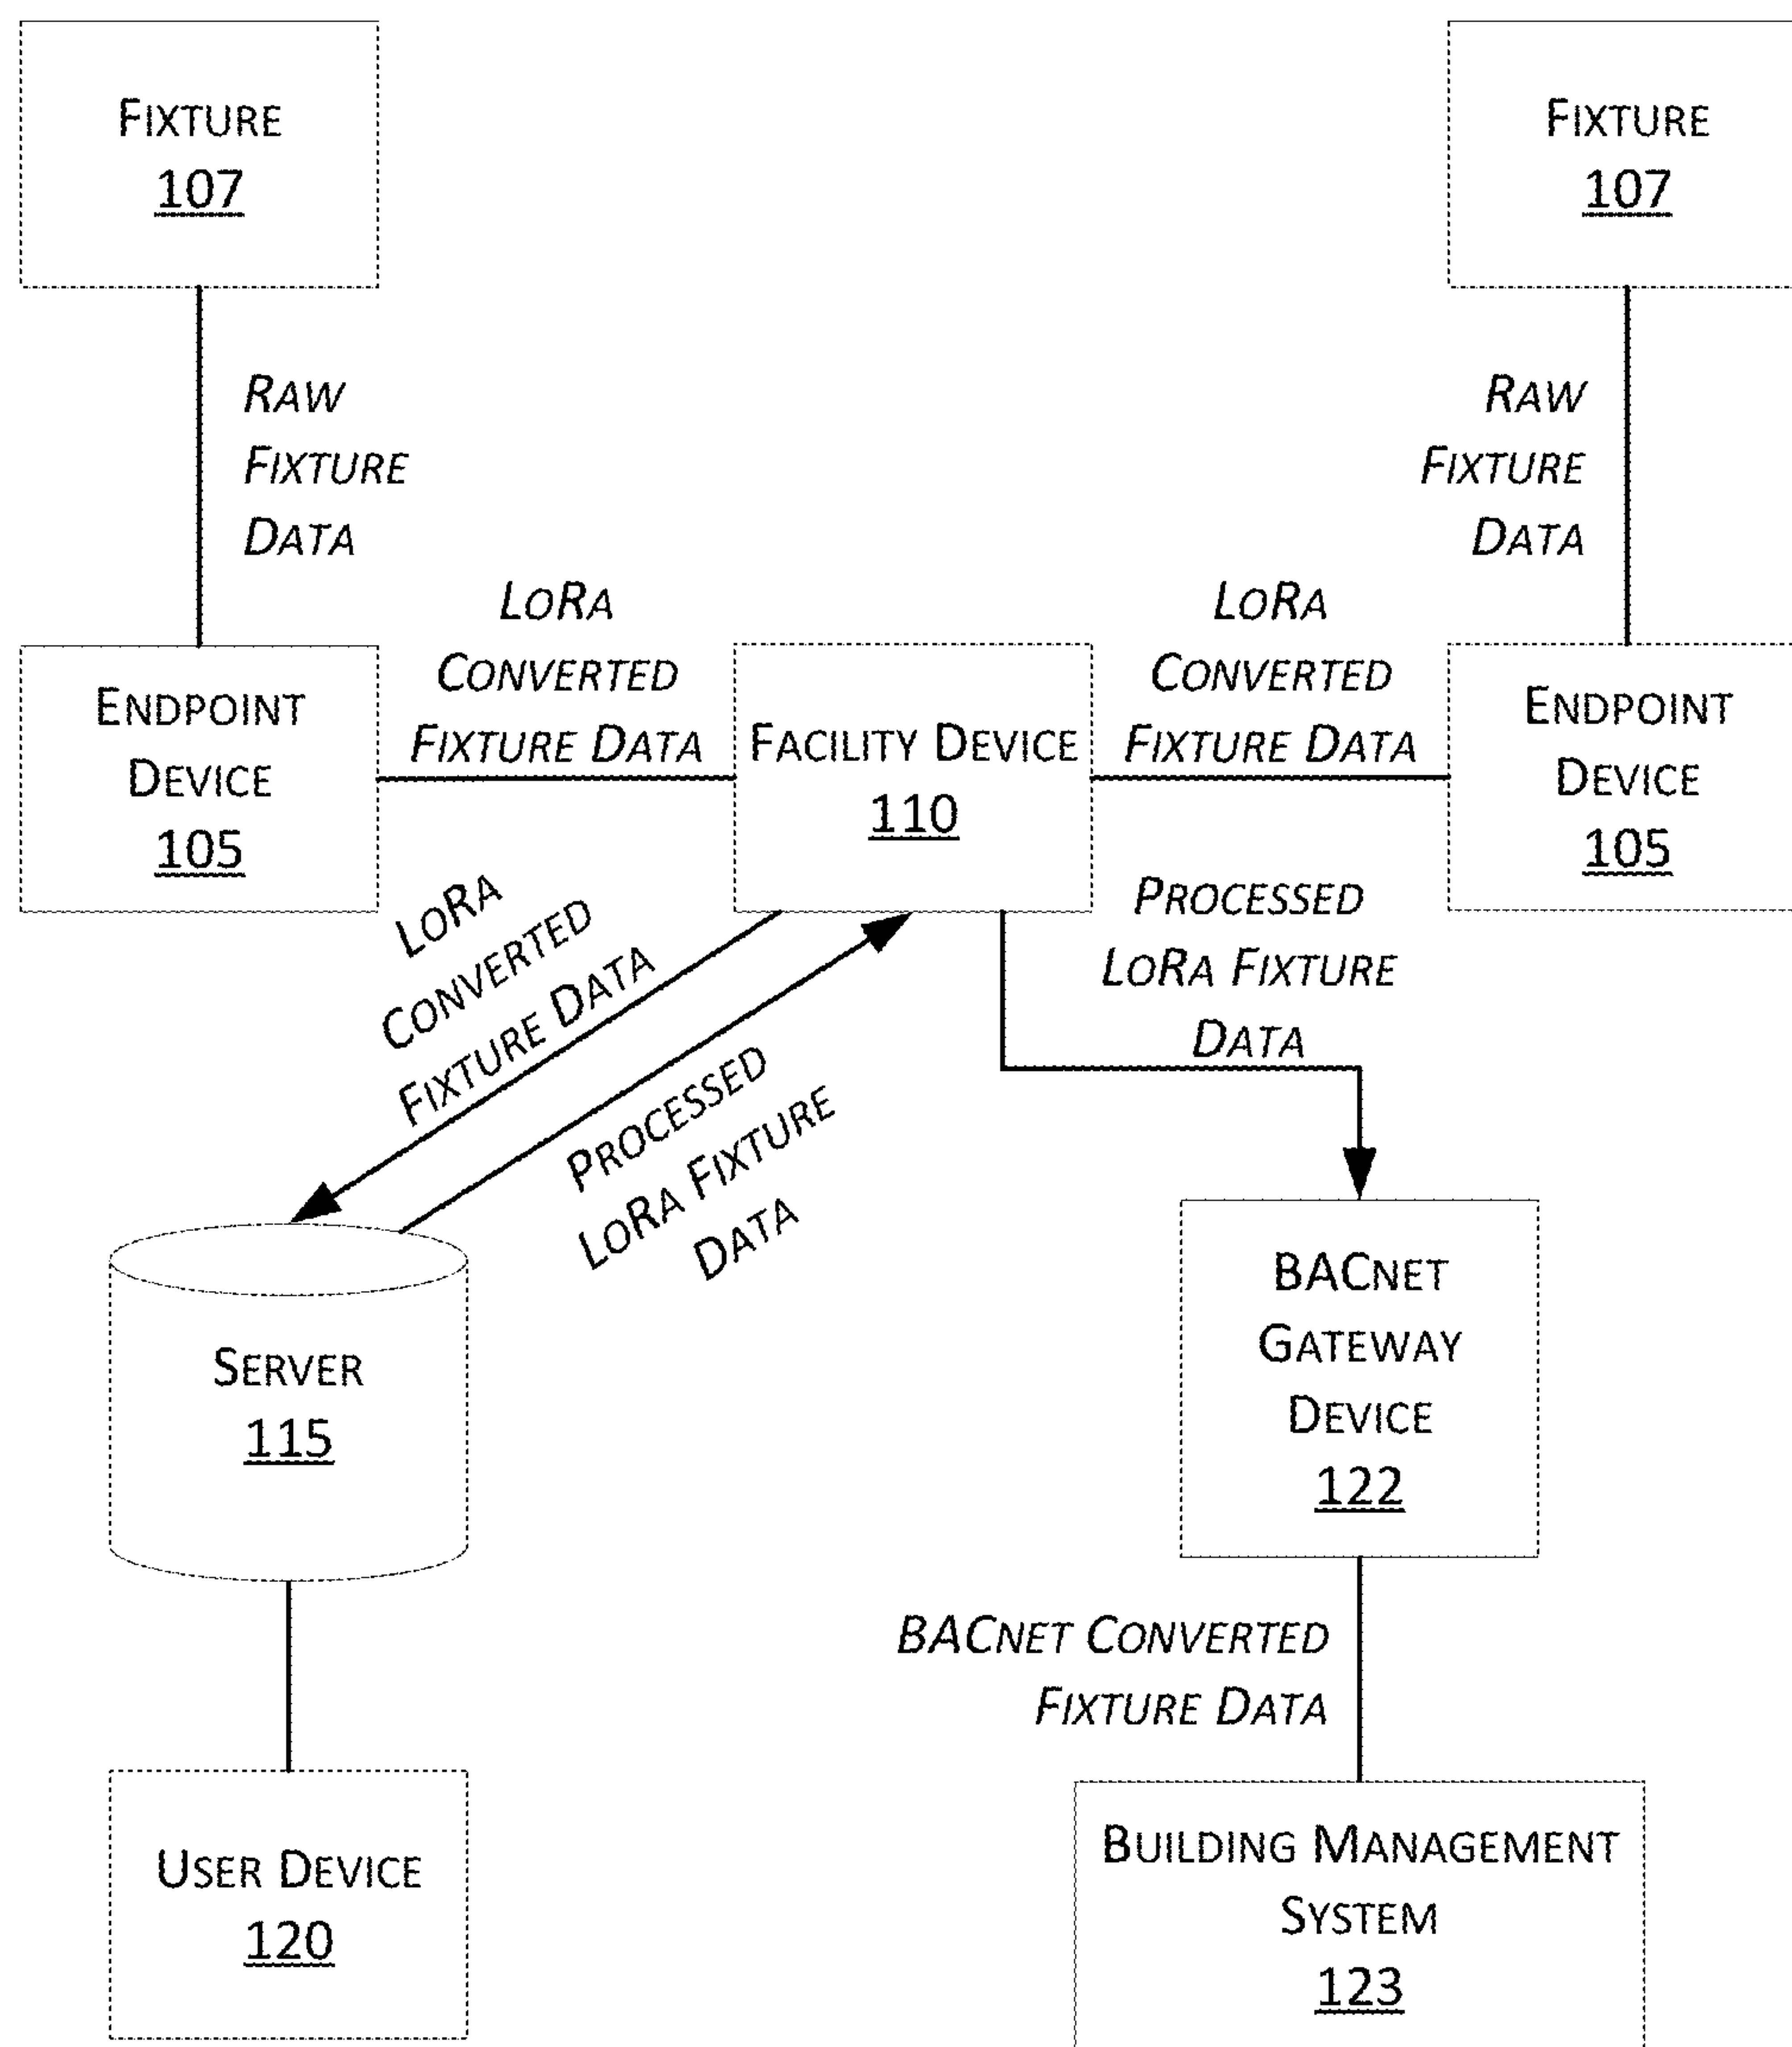 FIXTURE
107
FIXTURE
107
RAW
FIXTURE
DATA
RAW
FIXTURE
DATA
ENDPOINT
DEVICE
105
LORA
CONVERTED
FIXTURE DATA
FACILITY DEVICE
110
LORA
CONVERTED
FIXTURE DATA
ENDPOINT
DEVICE
105
LORA
CONVERTED
FIXTURE DATA
PROCESSED
LORA FIXTURE
DATA
PROCESSED
LORA FIXTURE
DATA
SERVER
115
BACNET
GATEWAY
DEVICE
122
BACNET CONVERTED
FIXTURE DATA
USER DEVICE
120
BUILDING MANAGEMENT
SYSTEM
123